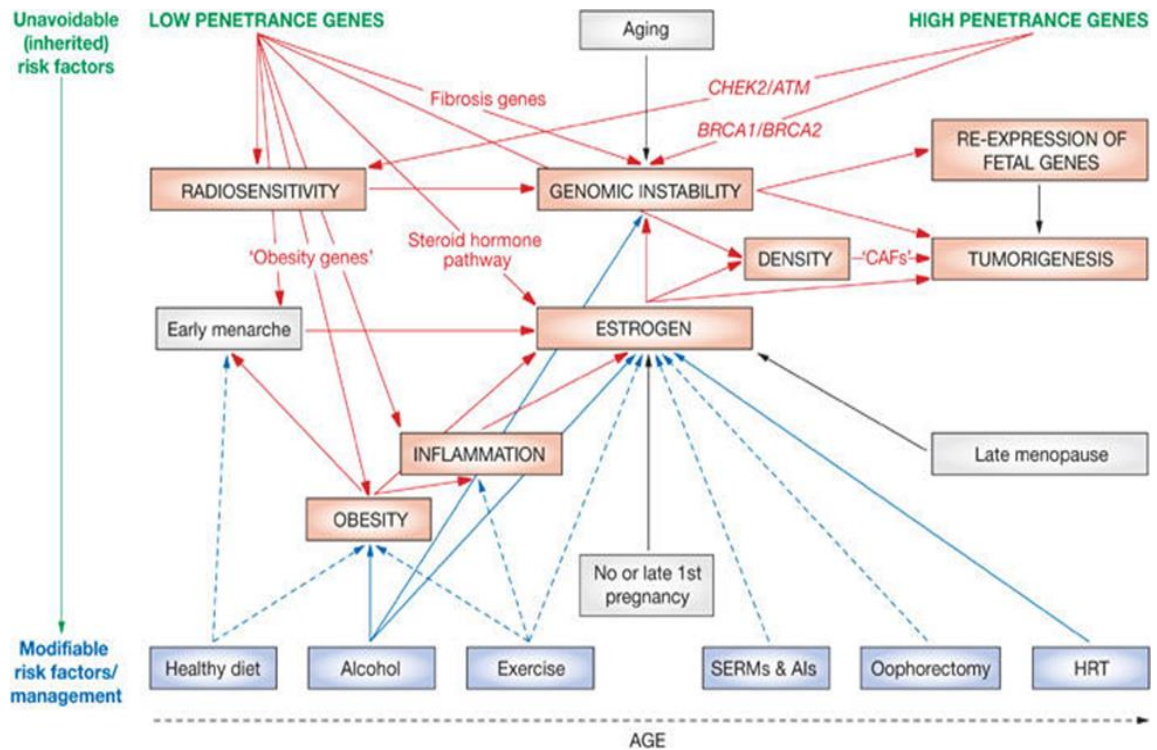 Unavoidable
(inherited)
risk factors
LOW PENETRANCE GENES
HIGH PENETRANCE GENES
Aging
Fibrosis genes
CHEK2/ATM
BRCA1/BRCA2
RE-EXPRESSION OF
FETAL GENES
RADIOSENSITIVITY
GENOMIC INSTABILITY
'Obesity genes'
Steroid hormone
pathway
DENSITY
'CAFs'
TUMORIGENESIS
Early menarche
ESTROGEN
INFLAMMATION
Late menopause
OBESITY
No or late 1st
pregnancy
Modifiable
risk factors/
management
Healthy diet
Alcohol
Exercise
SERMs & AIs
Oophorectomy
HRT
AGE